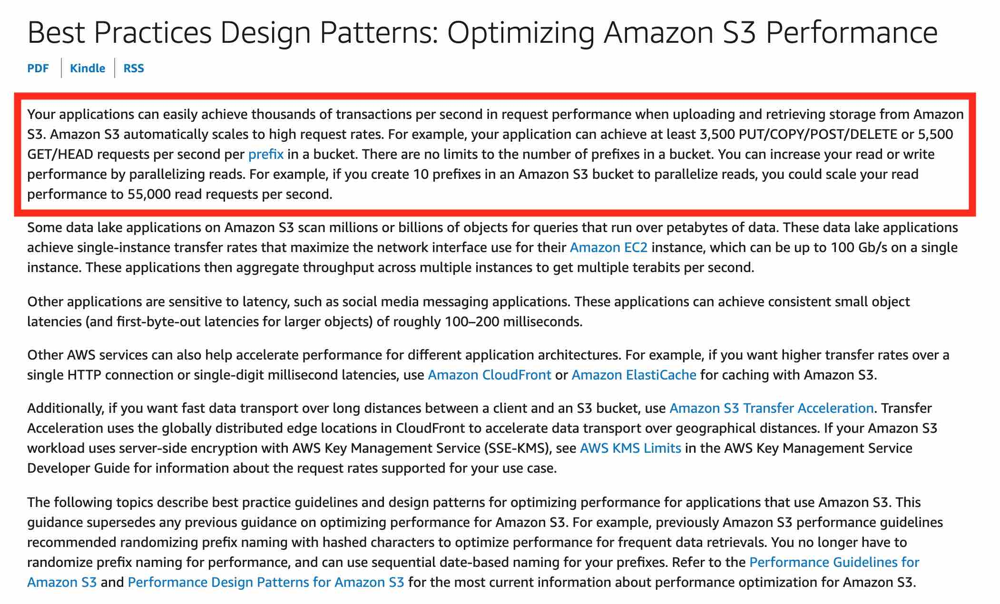 Best Practices Design Patterns: Optimizing Amazon S3 Performance
PDF
Kindle
RSS
Your applications can easily achieve thousands of transactions per second in request performance when uploading and retrieving storage from Amazon
S3. Amazon S3 automatically scales to high request rates. For example, your application can achieve at least 3,500 PUT/COPY/POST/DELETE or 5,500
GET/HEAD requests per second per prefix in a bucket. There are no limits to the number of prefixes in a bucket. You can increase your read or write
performance by parallelizing reads. For example, if you create 10 prefixes in an Amazon S3 bucket to parallelize reads, you could scale your read
performance to 55,000 read requests per second.
Some data lake applications on Amazon S3 scan millions or billions of objects for queries that run over petabytes of data. These data lake applications
achieve single-instance transfer rates that maximize the network interface use for their Amazon EC2 instance, which can be up to 100 Gb/s on a single
instance. These applications then aggregate throughput across multiple instances to get multiple terabits per second.
Other applications are sensitive to latency, such as social media messaging applications. These applications can achieve consistent small object
latencies (and first-byte-out latencies for larger objects) of roughly 100–200 milliseconds.
Other AWS services can also help accelerate performance for different application architectures. For example, if you want higher transfer rates over a
single HTTP connection or single-digit millisecond latencies, use Amazon CloudFront or Amazon ElastiCache for caching with Amazon S3.
Additionally, if you want fast data transport over long distances between a client and an S3 bucket, use Amazon S3 Transfer Acceleration. Transfer
Acceleration uses the globally distributed edge locations in CloudFront to accelerate data transport over geographical distances. If your Amazon S3
workload uses server-side encryption with AWS Key Management Service (SSE-KMS), see AWS KMS Limits in the AWS Key Management Service
Developer Guide for information about the request rates supported for your use case.
The following topics describe best practice guidelines and design patterns for optimizing performance for applications that use Amazon S3. This
guidance supersedes any previous guidance on optimizing performance for Amazon S3. For example, previously Amazon S3 performance guidelines
recommended randomizing prefix naming with hashed characters to optimize performance for frequent data retrievals. You no longer have to
randomize prefix naming for performance, and can use sequential date-based naming for your prefixes. Refer to the Performance Guidelines for
Amazon S3 and Performance Design Patterns for Amazon S3 for the most current information about performance optimization for Amazon S3.